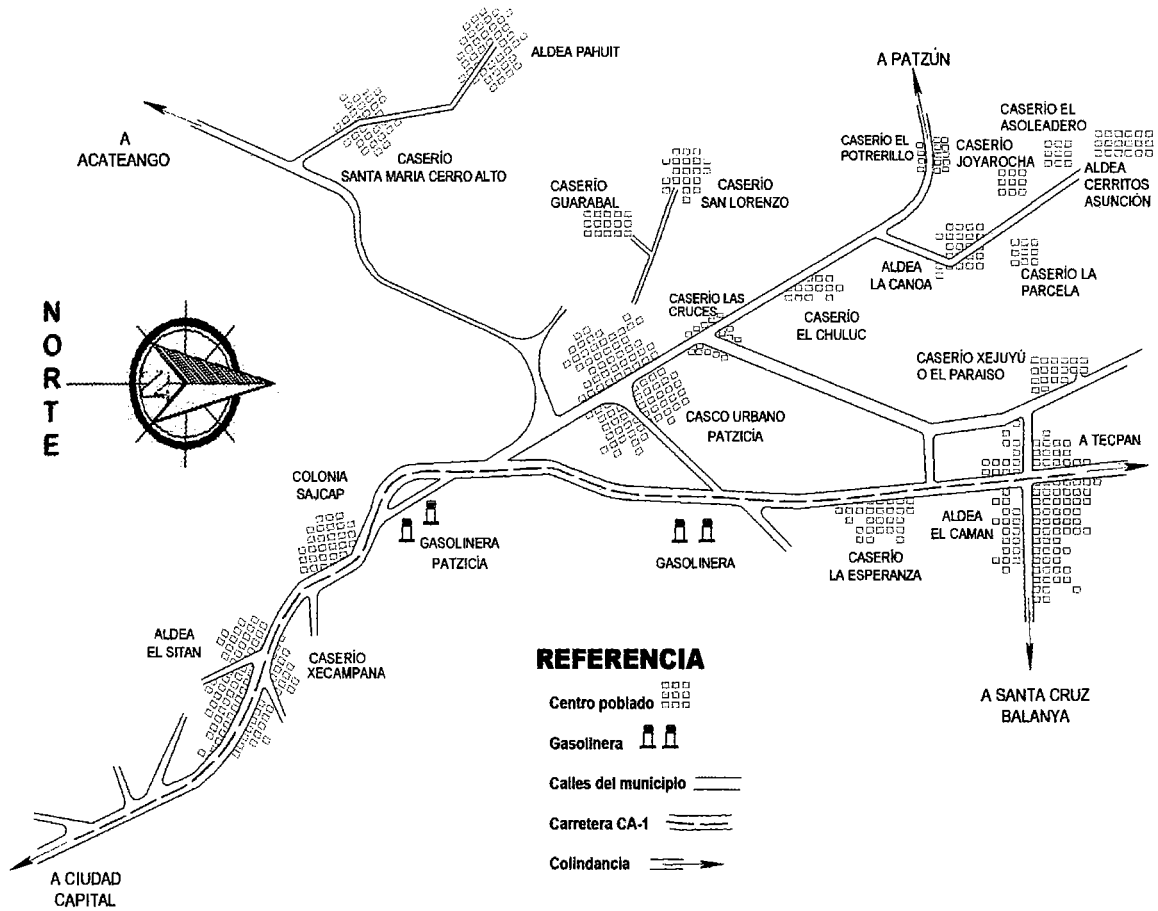 ALDEA PAHUIT
A PATZÚN
A
ACATEANGO
CASERÍO
SANTA MARIA CERRO ALTO
CASERÍO EL
POTRERILLO
CASERÍO
JOYAROCHA
CASERÍO EL
ASOLEADERO
ALDEA
CERRITOS
ASUNCIÓN
CASERÍO
GUARABAL
CASERÍO
SAN LORENZO
ALDEA
LA CANOA
CASERÍO LA
PARCELA
CASERÍO LAS
CRUCES
CASERÍO
EL CHULUC
NORTE
CASERÍO XEJUYÚ
O EL PARAISO
CASCO URBANO
PATZICÍA
A TECPAN
COLONIA
SAJCAP
GASOLINERA
PATZICÍA
GASOLINERA
CASERÍO
LA ESPERANZA
ALDEA
EL CAMAN
ALDEA
EL SITAN
CASERÍO
XECAMPANA
A SANTA CRUZ
BALANYA
A CIUDAD
CAPITAL
REFERENCIA
Centro poblado
Gasolinera
Calles del municipio
Carretera CA-1
Colindancia